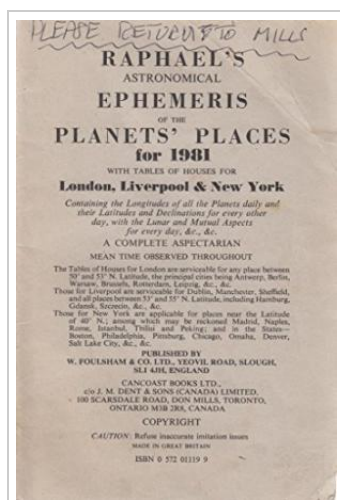 PLEASE RETURN TO MILLS
RAPHAEL'S
ASTRONOMICAL
EPHEMERIS
OF THE
PLANETS' PLACES
for 1981
WITH TABLES OF HOUSES FOR
London, Liverpool & New York
Containing the Longitudes of all the Planets daily and
their Latitudes and Declinations for every other
day, with the Lunar and Mutual Aspects
for every day, &c., &c.
A COMPLETE ASPECTARIAN
MEAN TIME OBSERVED THROUGHOUT
The Tables of Houses for London are serviceable for any place between
50° and 53° N. Latitude, the principal cities being Antwerp, Berlin,
Warsaw, Brussels, Rotterdam, Leipzig, &c., &c.
Those for Liverpool are serviceable for Dublin, Manchester, Sheffield,
and all places between 53° and 55° N. Latitude, including Hamburg,
Gdansk, Szczecin, &c., &c.
Those for New York are applicable for places near the Latitude
of 40° N.; among which may be reckoned Madrid, Naples,
Rome, Istanbul, Tbilisi and Peking; and in the States—
Boston, Philadelphia, Pittsburg, Chicago, Omaha, Denver,
Salt Lake City, &c., &c.
PUBLISHED BY
W. FOULSHAM & CO. LTD., YEOVIL ROAD, SLOUGH,
SL1 4JH, ENGLAND
CANCOAST BOOKS LTD.,
c/o J. M. DENT & SONS (CANADA) LIMITED,
100 SCARSDALE ROAD, DON MILLS, TORONTO,
ONTARIO M3B 2R8, CANADA
COPYRIGHT
CAUTION: Refuse inaccurate imitation issues
MADE IN GREAT BRITAIN
ISBN 0 572 01119 9